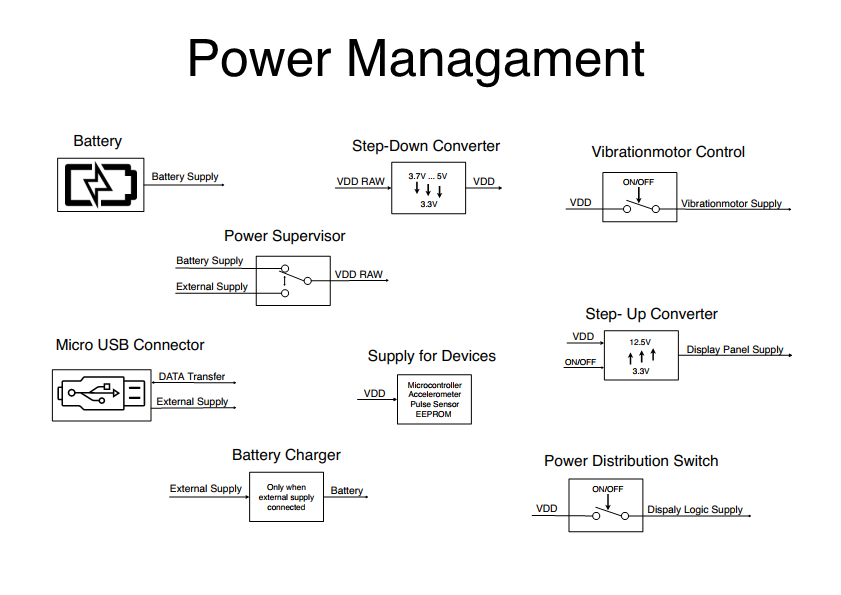 Power Managament
Battery
Battery Supply
Step-Down Converter
VDD RAW
3.7V ... 5V
3.3V
VDD
Vibrationmotor Control
ON/OFF
VDD
Vibrationmotor Supply
Power Supervisor
Battery Supply
External Supply
VDD RAW
Step- Up Converter
VDD
ON/OFF
12.5V
3.3V
Display Panel Supply
Micro USB Connector
DATA Transfer
External Supply
Supply for Devices
VDD
Microcontroller
Accelerometer
Pulse Sensor
EEPROM
Battery Charger
External Supply
Only when
external supply
connected
Battery
Power Distribution Switch
ON/OFF
VDD
Dispaly Logic Supply